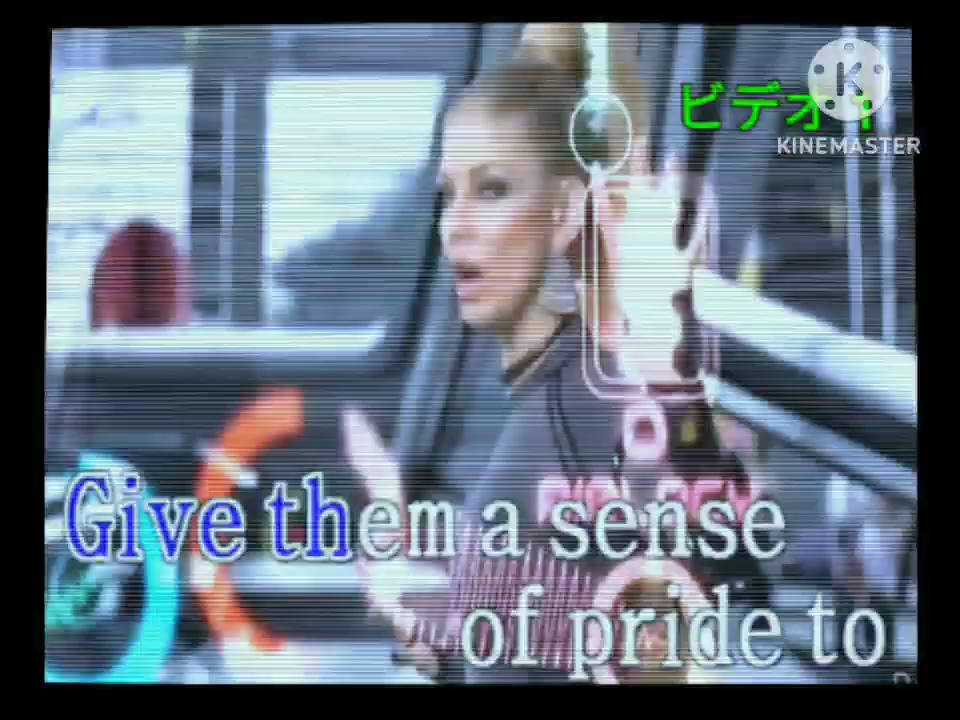 ビデオ 1
K
KINEMASTER
Give them a sense
of pride to